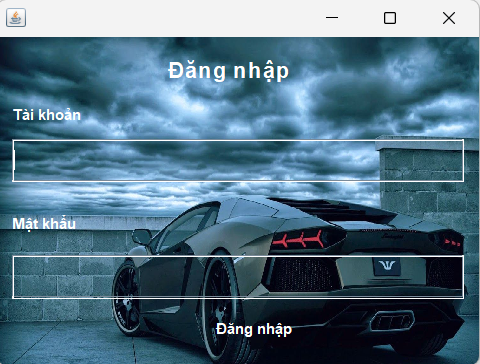 Đăng nhập
Tài khoản
Mật khẩu
Đăng nhập